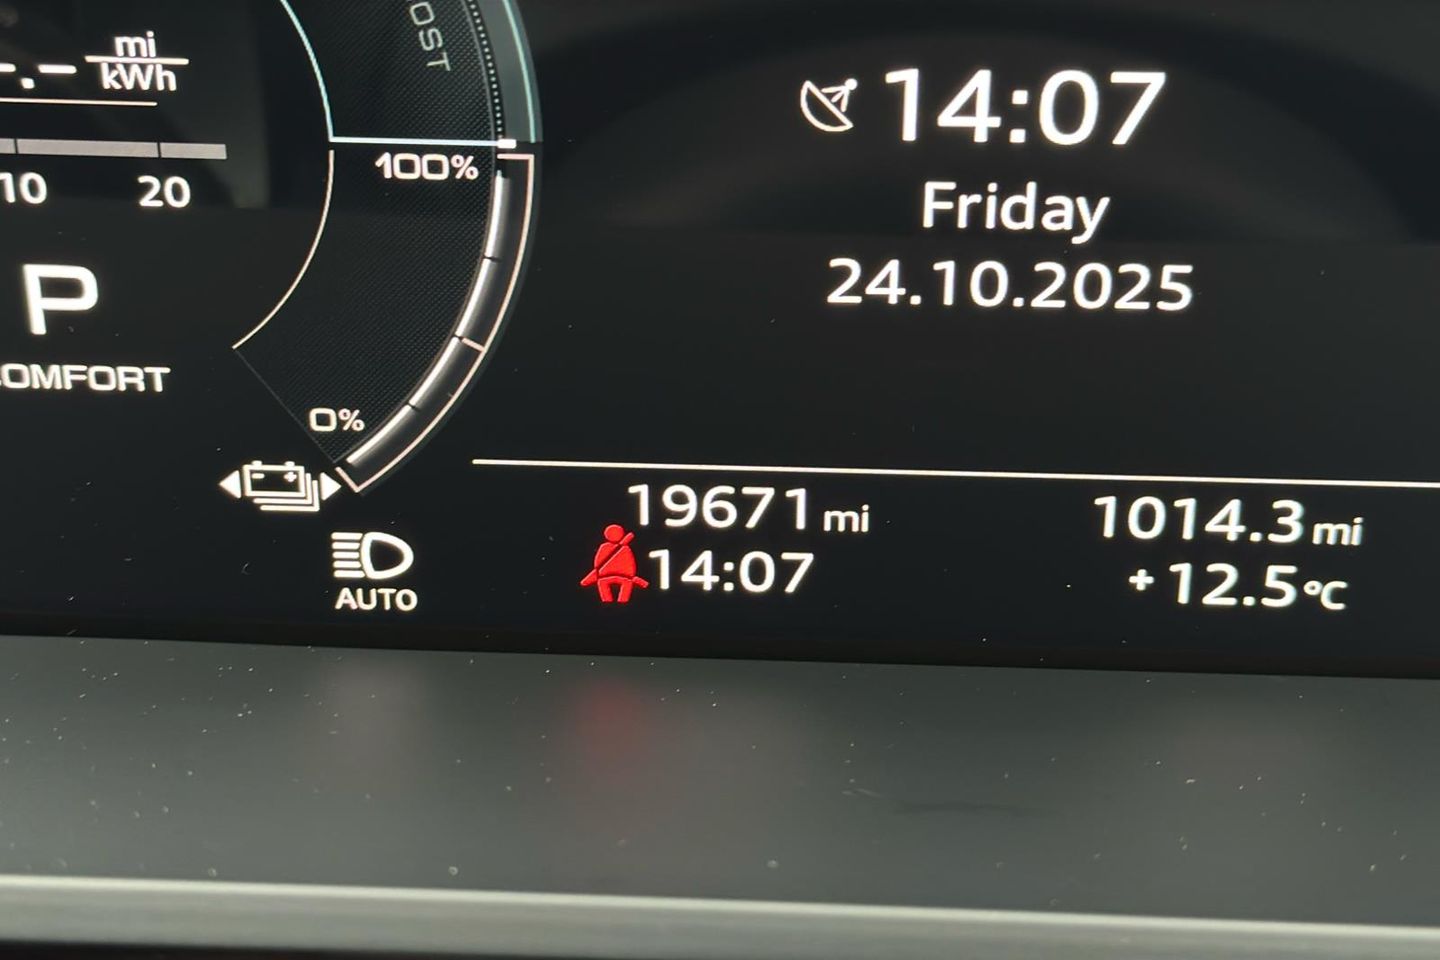 mi
kWh
14:07
OST
100%
10
20
Friday
24.10.2025
P
COMFORT
0%
19671 mi
1014.3 mi
14:07
+12.5°C
AUTO